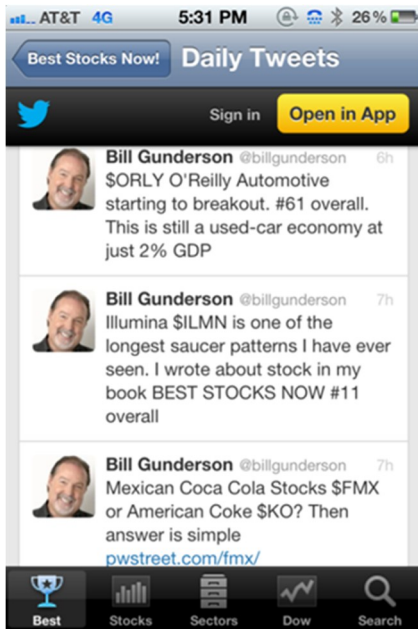 AT&T 4G 5:31 PM 26%
Best Stocks Now! Daily Tweets
Sign in Open in App
Bill Gunderson @billgunderson 6h
$ORLY O'Reilly Automotive
starting to breakout. #61 overall.
This is still a used-car economy at
just 2% GDP
Bill Gunderson @billgunderson 7h
Illumina $ILMN is one of the
longest saucer patterns I have ever
seen. I wrote about stock in my
book BEST STOCKS NOW #11
overall
Bill Gunderson @billgunderson 7h
Mexican Coca Cola Stocks $FMX
or American Coke $KO? Then
answer is simple
pwstreet.com/fmx/
Best Stocks Sectors Dow Search